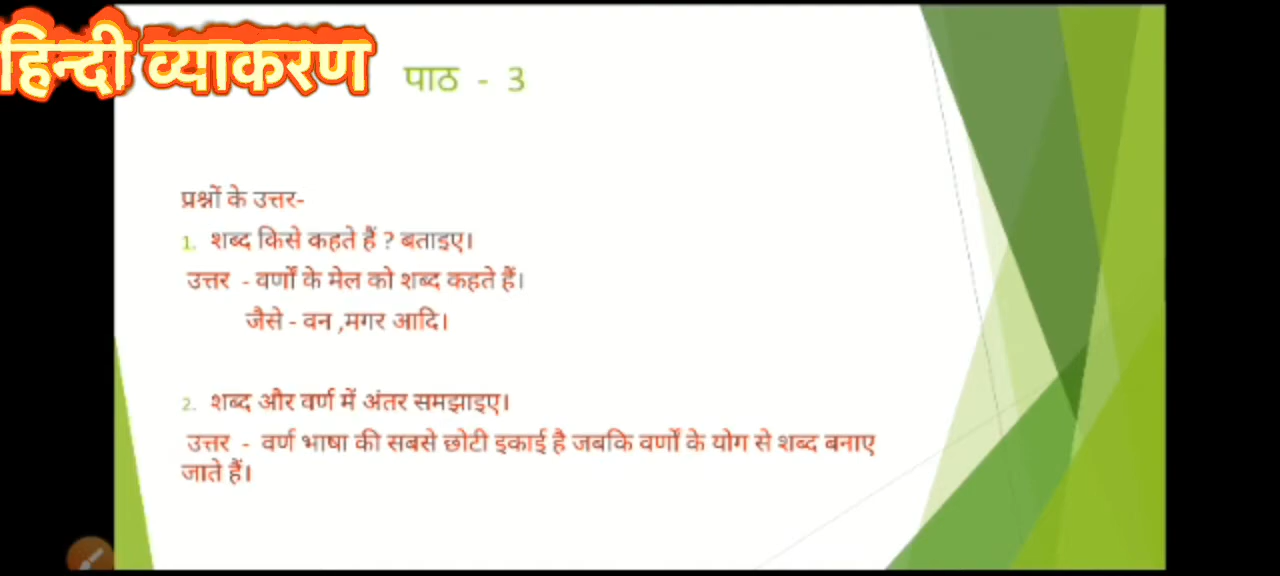 हिन्दी व्याकरण
पाठ - 3
प्रश्नों के उत्तर-
1. शब्द किसे कहते हैं ? बताइए।
उत्तर - वर्णों के मेल को शब्द कहते हैं।
जैसे - वन ,मगर आदि।
2. शब्द और वर्ण में अंतर समझाइए।
उत्तर - वर्ण भाषा की सबसे छोटी इकाई है जबकि वर्णों के योग से शब्द बनाए
जाते हैं।